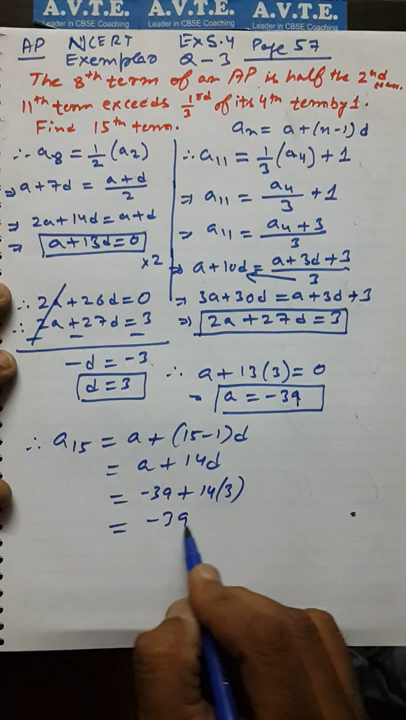 A.V.T.E. A.V.T.E. A.V.T.E.
Leader in CBSE Coaching Leader in CBSE Coaching Leader in CBSE Coaching
AP NCERT Ex 5.4 Page 57
Exemplar Q-3
The 8th term of an AP is half the 2nd term.
11th term exceeds 1/3rd of its 4th term by 1.
Find 15th term.
an = a+(n-1)d
∴ a8 = 1/2 (a2)
⇒ a+7d = a+d/2
⇒ 2a+14d = a+d
⇒ a+13d=0
×2
∴ a11 = 1/3 (a4) + 1
⇒ a11 = a4/3 + 1
⇒ a11 = a4+3/3
⇒ a+10d = a+3d+3/3
⇒ 3a+30d = a+3d+3
⇒ 2a+27d=3
∴ 2a+26d=0
∴ 2a+27d=3
- -
-d = -3
d=3
∴ a+13(3)=0
= a=-39
∴ a15 = a+(15-1)d
= a+14d
= -39+14(3)
= -39